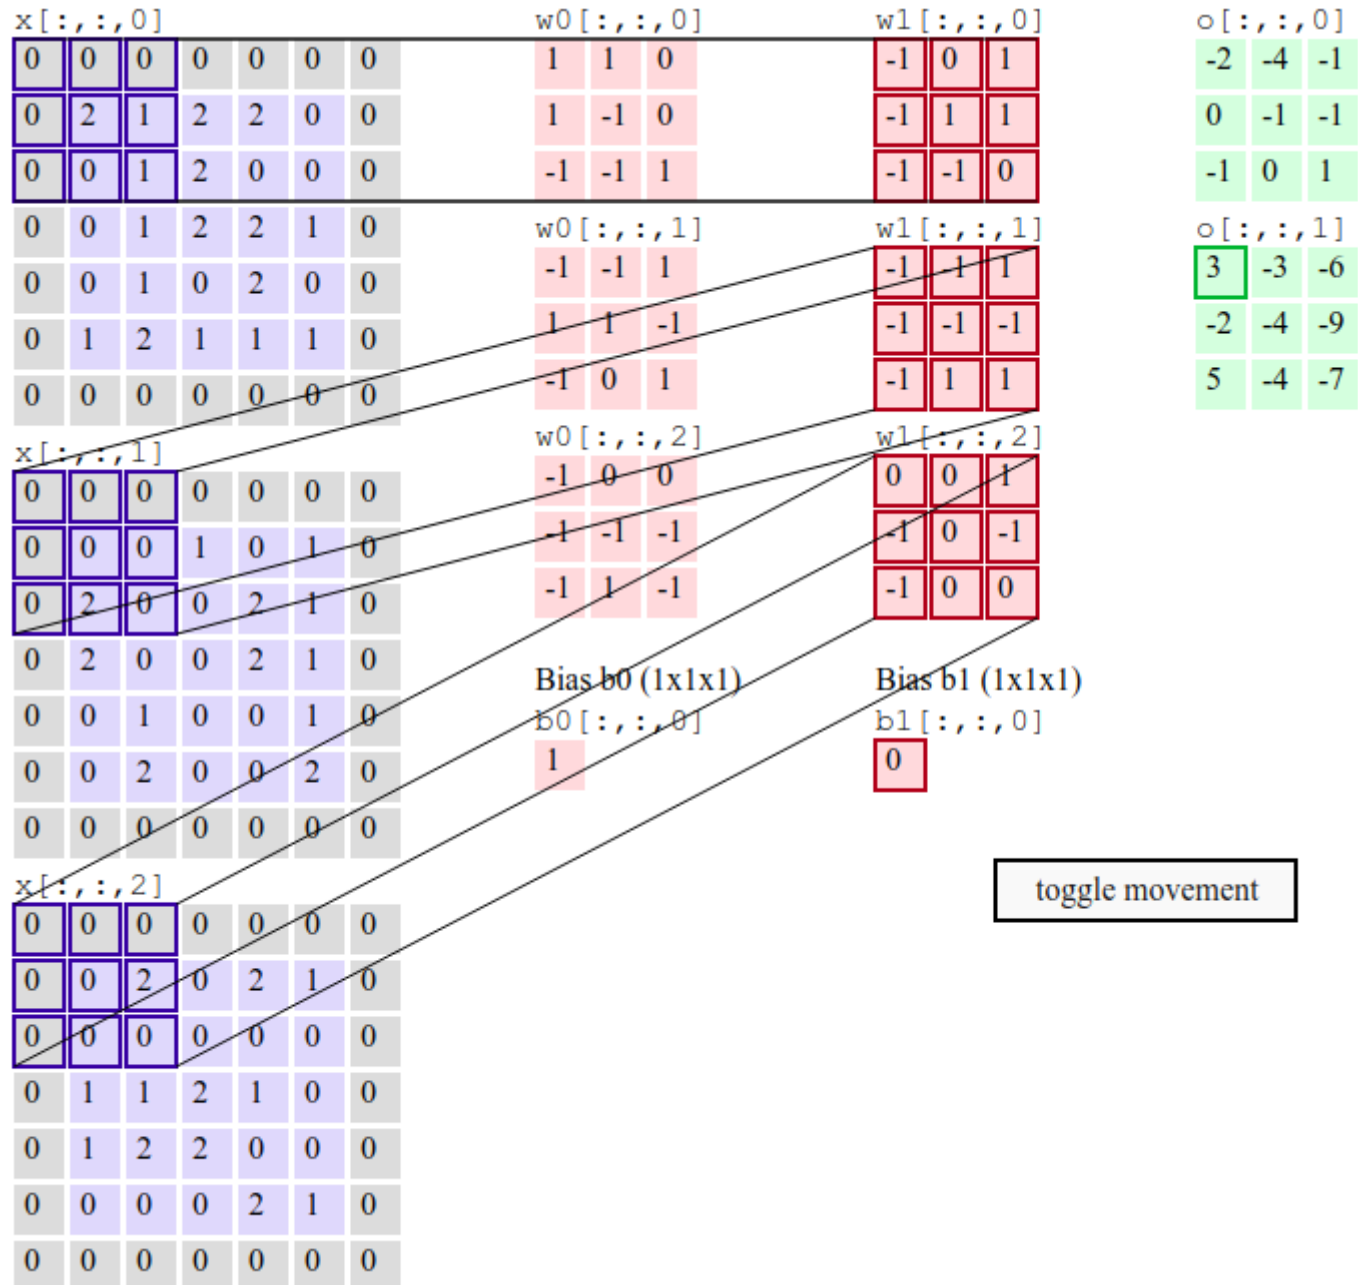 x[:,:,0] w0[:,:,0] w1[:,:,0] o[:,:,0]
0 0 0 0 0 0 0 1 1 0 -1 0 1 -2 -4 -1
0 2 1 2 2 0 0 1 -1 0 -1 1 1 0 -1 -1
0 0 1 2 0 0 0 -1 -1 1 -1 -1 0 -1 0 1
0 0 1 2 2 1 0 w0[:,:,1] w1[:,:,1] o[:,:,1]
0 0 1 0 2 0 0 -1 -1 1 -1 -1 1 3 -3 -6
0 1 2 1 1 1 0 1 1 -1 -1 -1 -1 -2 -4 -9
0 0 0 0 0 0 0 -1 0 1 -1 1 1 5 -4 -7
x[:,:,1] w0[:,:,2] w1[:,:,2]
0 0 0 0 0 0 0 -1 0 0 0 0 1
0 0 0 1 0 1 0 -1 -1 -1 -1 0 -1
0 2 0 0 2 1 0 -1 1 -1 -1 0 0
0 2 0 0 2 1 0 Bias b0 (1x1x1) Bias b1 (1x1x1)
0 0 1 0 0 1 0 b0[:,:,0] b1[:,:,0]
0 0 2 0 0 2 0 1 0
0 0 0 0 0 0 0
x[:,:,2] toggle movement
0 0 0 0 0 0 0
0 0 2 0 2 1 0
0 0 0 0 0 0 0
0 1 1 2 1 0 0
0 1 2 2 0 0 0
0 0 0 0 2 1 0
0 0 0 0 0 0 0